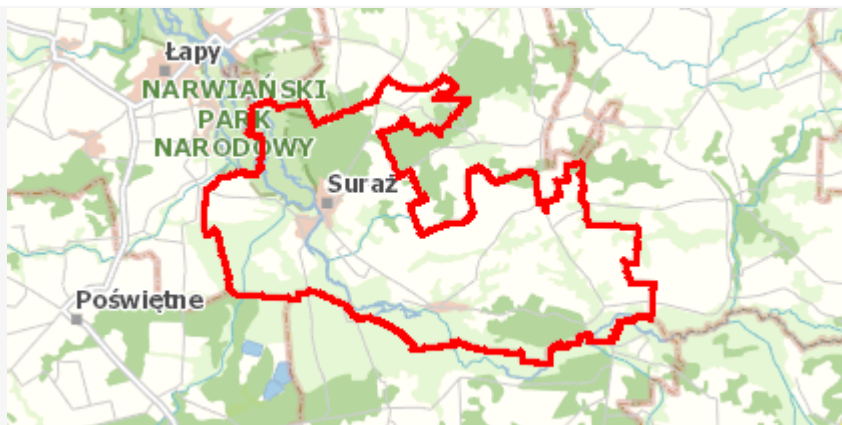 Łapy
NARWIAŃSKI
PARK
NARODOWY
Suraż
Poświętne